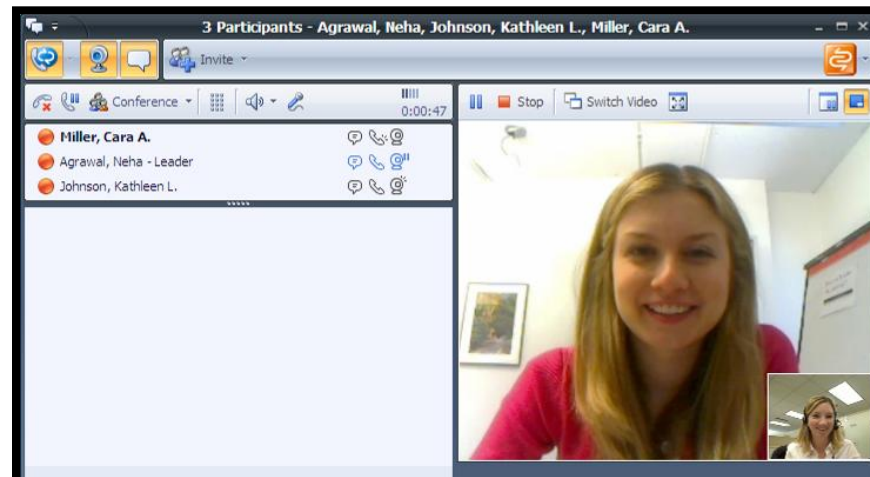 3 Participants - Agrawal, Neha, Johnson, Kathleen L., Miller, Cara A.
Invite
Conference
0:00:47
Stop
Switch Video
Miller, Cara A.
Agrawal, Neha - Leader
Johnson, Kathleen L.